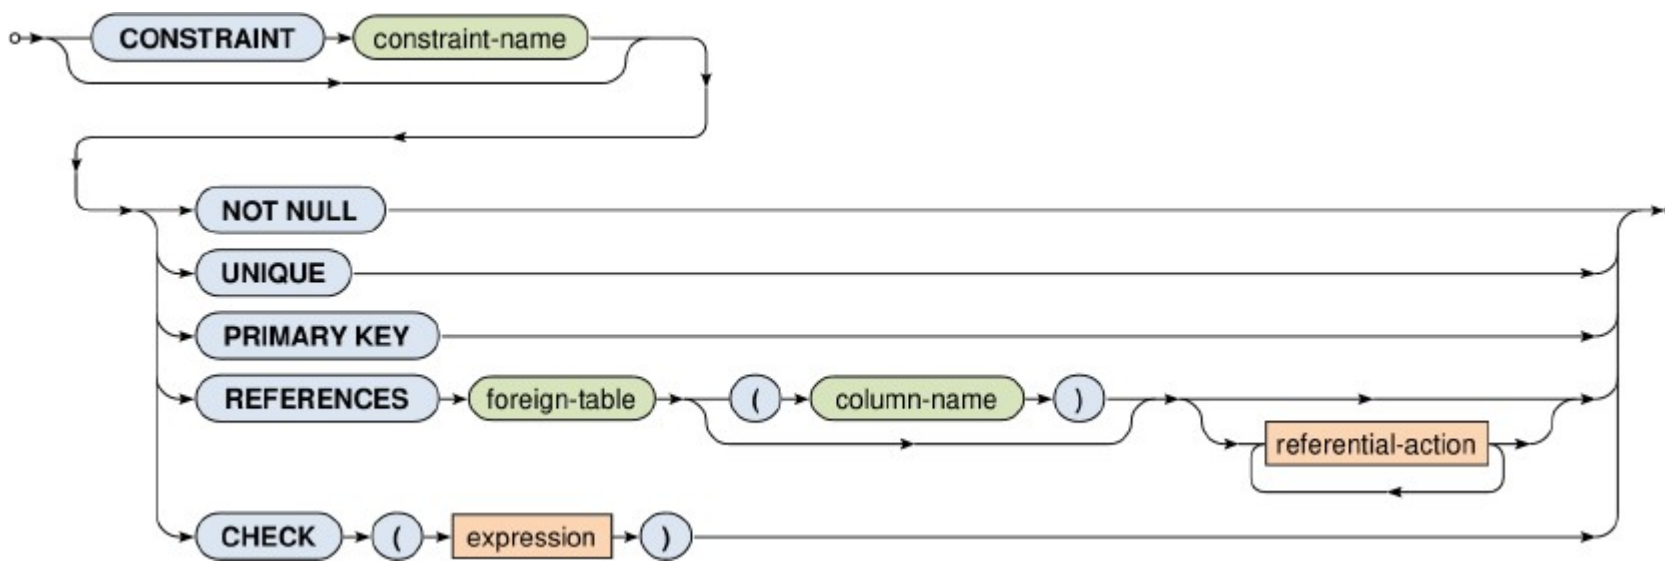 CONSTRAINT constraint-name
NOT NULL
UNIQUE
PRIMARY KEY
REFERENCES foreign-table ( column-name )
referential-action
CHECK ( expression )